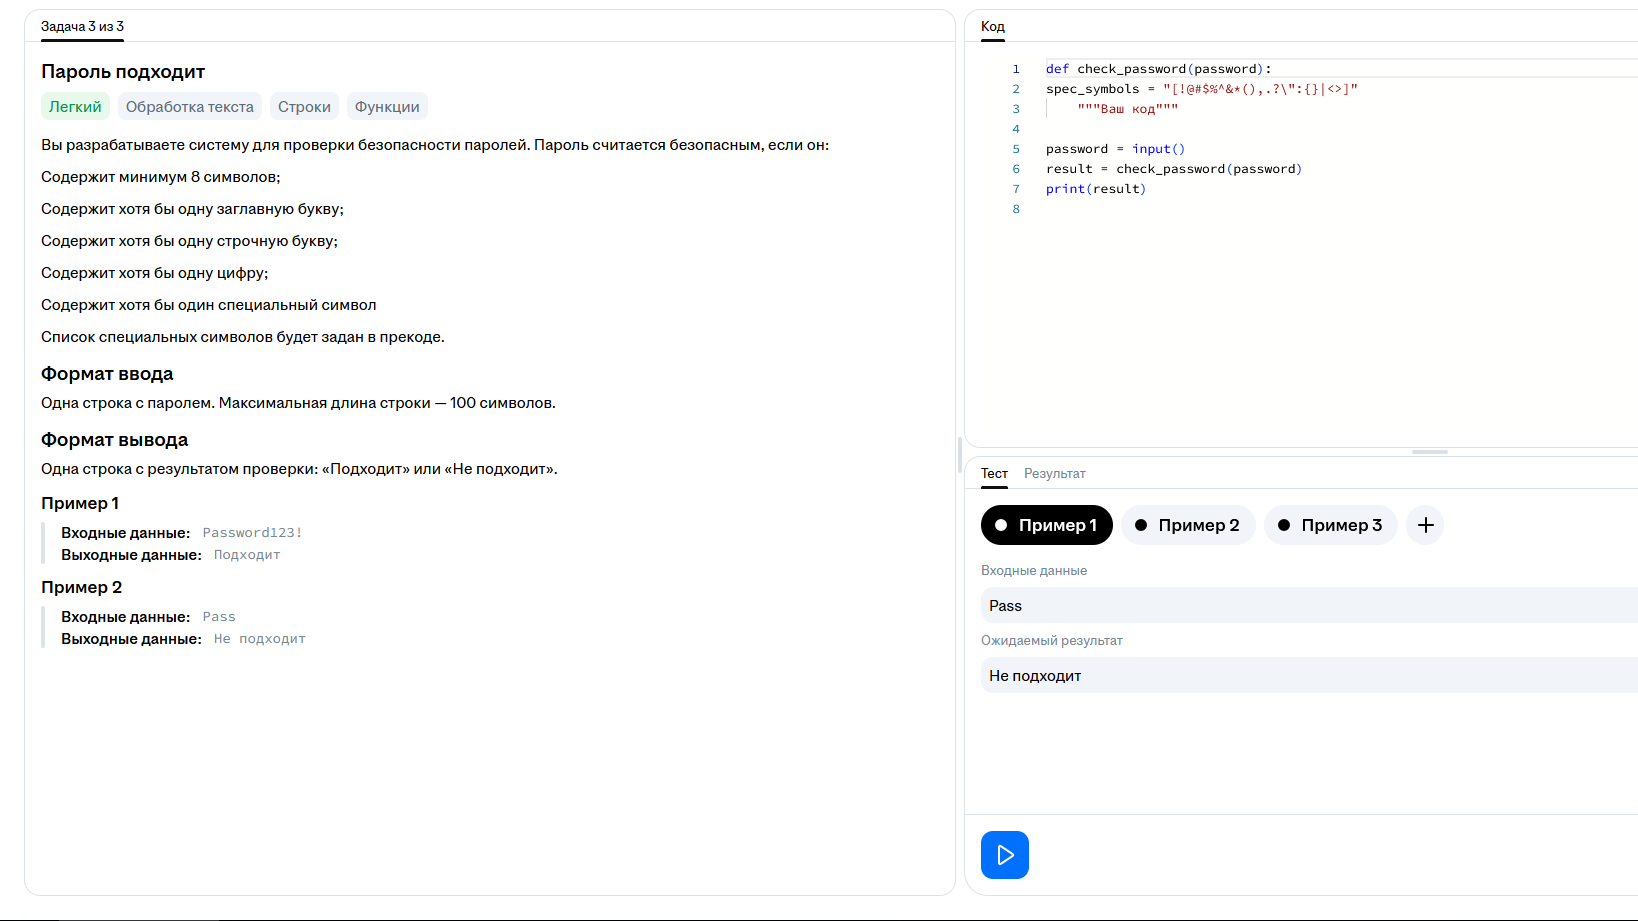 Задача 3 из 3
Пароль подходит
Легкий Обработка текста Строки Функции
Вы разрабатываете систему для проверки безопасности паролей. Пароль считается безопасным, если он:
Содержит минимум 8 символов;
Содержит хотя бы одну заглавную букву;
Содержит хотя бы одну строчную букву;
Содержит хотя бы одну цифру;
Содержит хотя бы один специальный символ
Список специальных символов будет задан в прекоде.
Формат ввода
Одна строка с паролем. Максимальная длина строки — 100 символов.
Формат вывода
Одна строка с результатом проверки: «Подходит» или «Не подходит».
Пример 1
Входные данные: Password123!
Выходные данные: Подходит
Пример 2
Входные данные: Pass
Выходные данные: Не подходит
Код
1 def check_password(password):
2 spec_symbols = "[!@#$%^&*(),.?\":{}|<>]"
3     """Ваш код"""
4
5 password = input()
6 result = check_password(password)
7 print(result)
8
Тест Результат
Пример 1 Пример 2 Пример 3 +
Входные данные
Pass
Ожидаемый результат
Не подходит